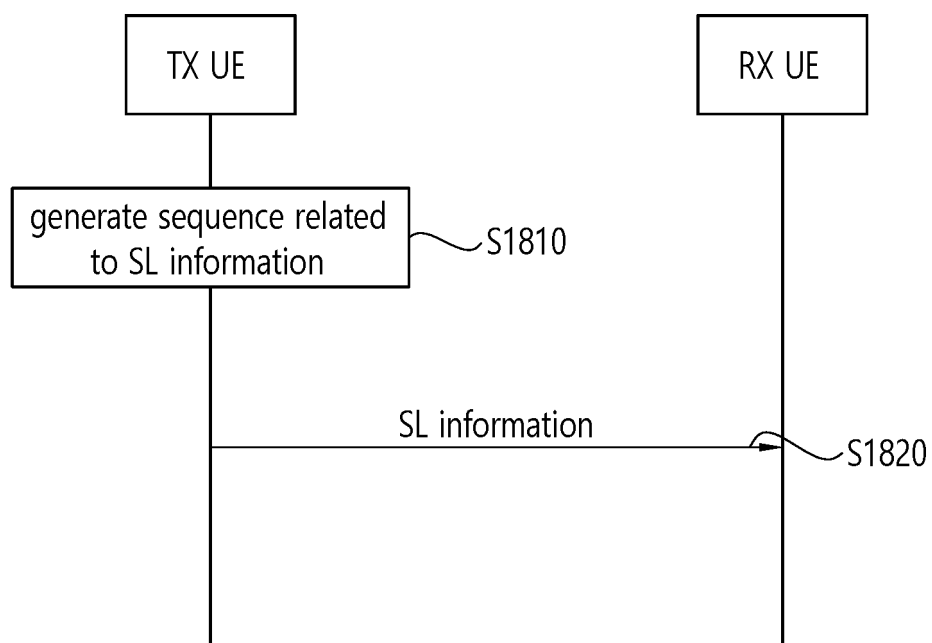 TX UE
RX UE
generate sequence related
to SL information
S1810
SL information
S1820